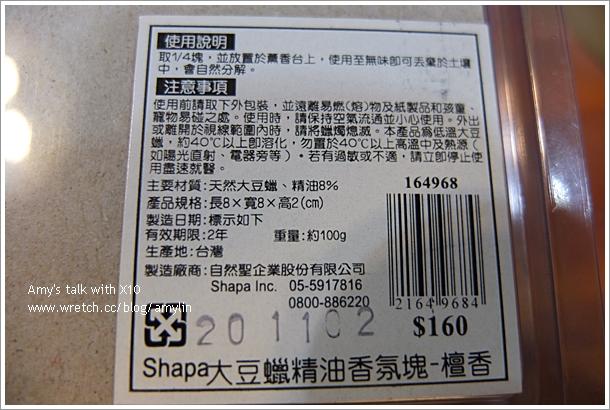 使用說明
取1/4塊，並放置於薰香台上，使用至無味即可丟棄於土壤
中，會自然分解。
注意事項
使用前請取下外包裝，並遠離易燃(熔)物及紙製品和孩童、
寵物易碰之處。使用時，請保持空氣流通並小心使用。外出
或離開於視線範圍內時，請將蠟燭熄滅。本產品為低溫大豆
蠟，約40℃以上即溶化，勿置於40℃以上高溫中及熱源(
如陽光直射、電器旁等)。若有過敏或不適，請立即停止使
用盡速就醫。
主要材質：天然大豆蠟、精油8%
164968
產品規格：長8×寬8×高2(cm)
製造日期：標示如下
有效期限：2年 重量：約100g
生產地：台灣
製造廠商：自然聖企業股份有限公司
Shapa Inc. 05-5917816
0800-886220
2164 9684
$160
201102
Shapa大豆蠟精油香氛塊-檀香
Amy's talk with X10
www.wretch.cc/blog/amylin